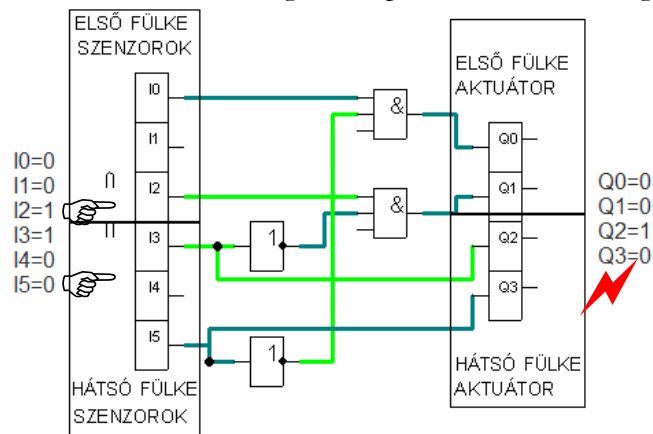 ELSŐ FÜLKE
SZENZOROK
I0
I1
I2
I3
I4
I5
HÁTSÓ FÜLKE
SZENZOROK
I0=0
I1=0
I2=1
I3=1
I4=0
I5=0
&
&
1
1
ELSŐ FÜLKE
AKTUÁTOR
Q0
Q1
Q2
Q3
HÁTSÓ FÜLKE
AKTUÁTOR
Q0=0
Q1=0
Q2=1
Q3=0